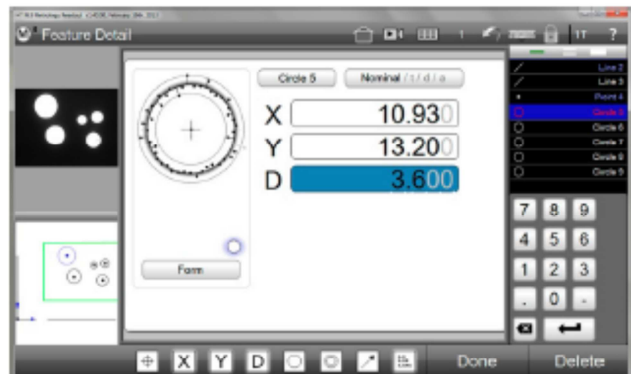 Feature Detail
1
1T ?
Circle 5
Nominal / t / d / a
X 10.930
Y 13.200
D 3.600
Form
Line 2
Line 3
Point 4
Circle 5
Circle 6
Circle 7
Circle 8
Circle 9
7 8 9
4 5 6
1 2 3
. 0 -
X Y D
Done
Delete